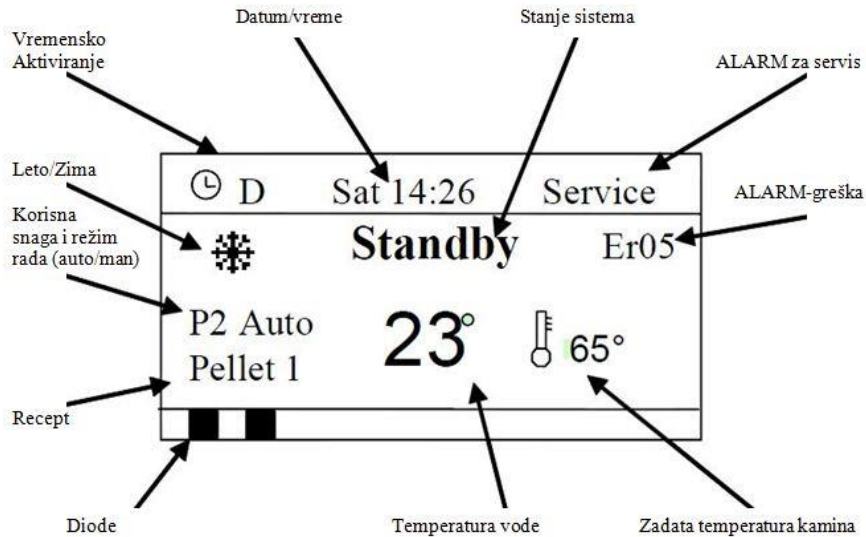 Datum/vreme
Stanje sistema
Vremensko
Aktiviranje
ALARM za servis
Leto/Zima
ALARM-greška
Korisna
snaga i režim
rada (auto/man)
D Sat 14:26 Service
Standby Er05
P2 Auto 23° 65°
Pellet 1
Recept
Diode
Temperatura vode
Zadata temperatura kamina